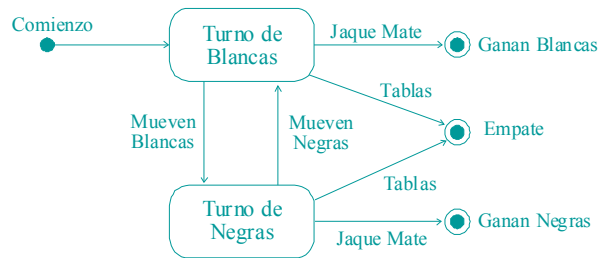 Comienzo
Turno de
Blancas
Jaque Mate
Ganan Blancas
Tablas
Mueven
Blancas
Mueven
Negras
Empate
Tablas
Turno de
Negras
Ganan Negras
Jaque Mate